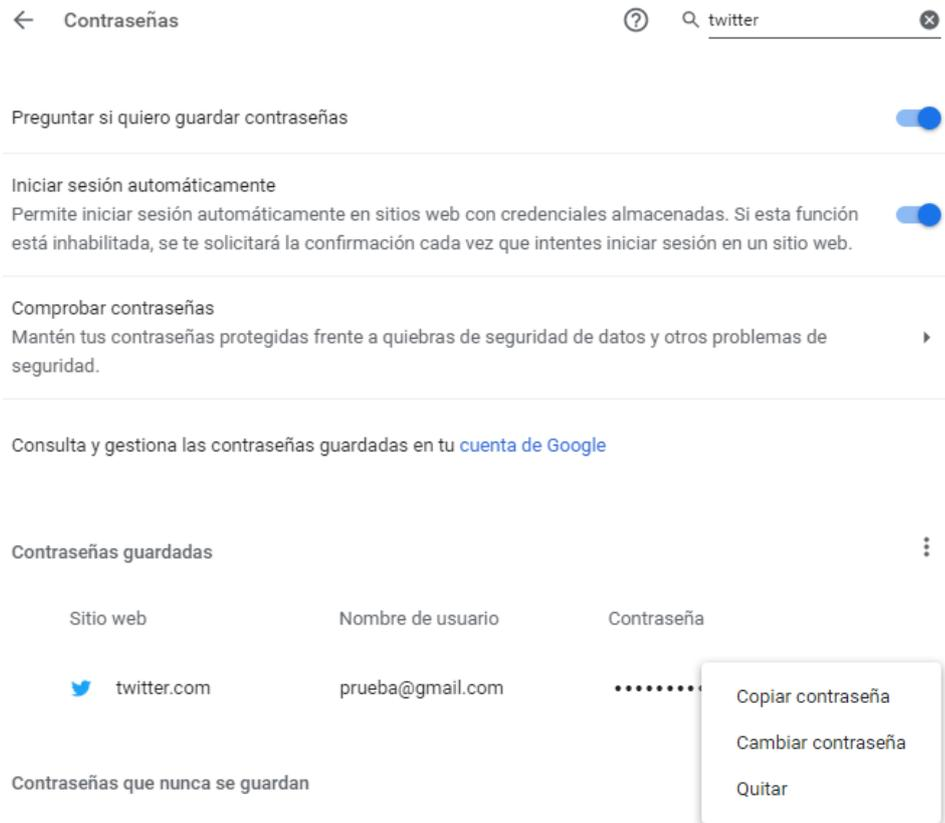 Contraseñas
twitter
Preguntar si quiero guardar contraseñas
Iniciar sesión automáticamente
Permite iniciar sesión automáticamente en sitios web con credenciales almacenadas. Si esta función
está inhabilitada, se te solicitará la confirmación cada vez que intentes iniciar sesión en un sitio web.
Comprobar contraseñas
Mantén tus contraseñas protegidas frente a quiebras de seguridad de datos y otros problemas de
seguridad.
Consulta y gestiona las contraseñas guardadas en tu cuenta de Google
Contraseñas guardadas
Sitio web Nombre de usuario Contraseña
twitter.com prueba@gmail.com •••••••••
Copiar contraseña
Cambiar contraseña
Quitar
Contraseñas que nunca se guardan